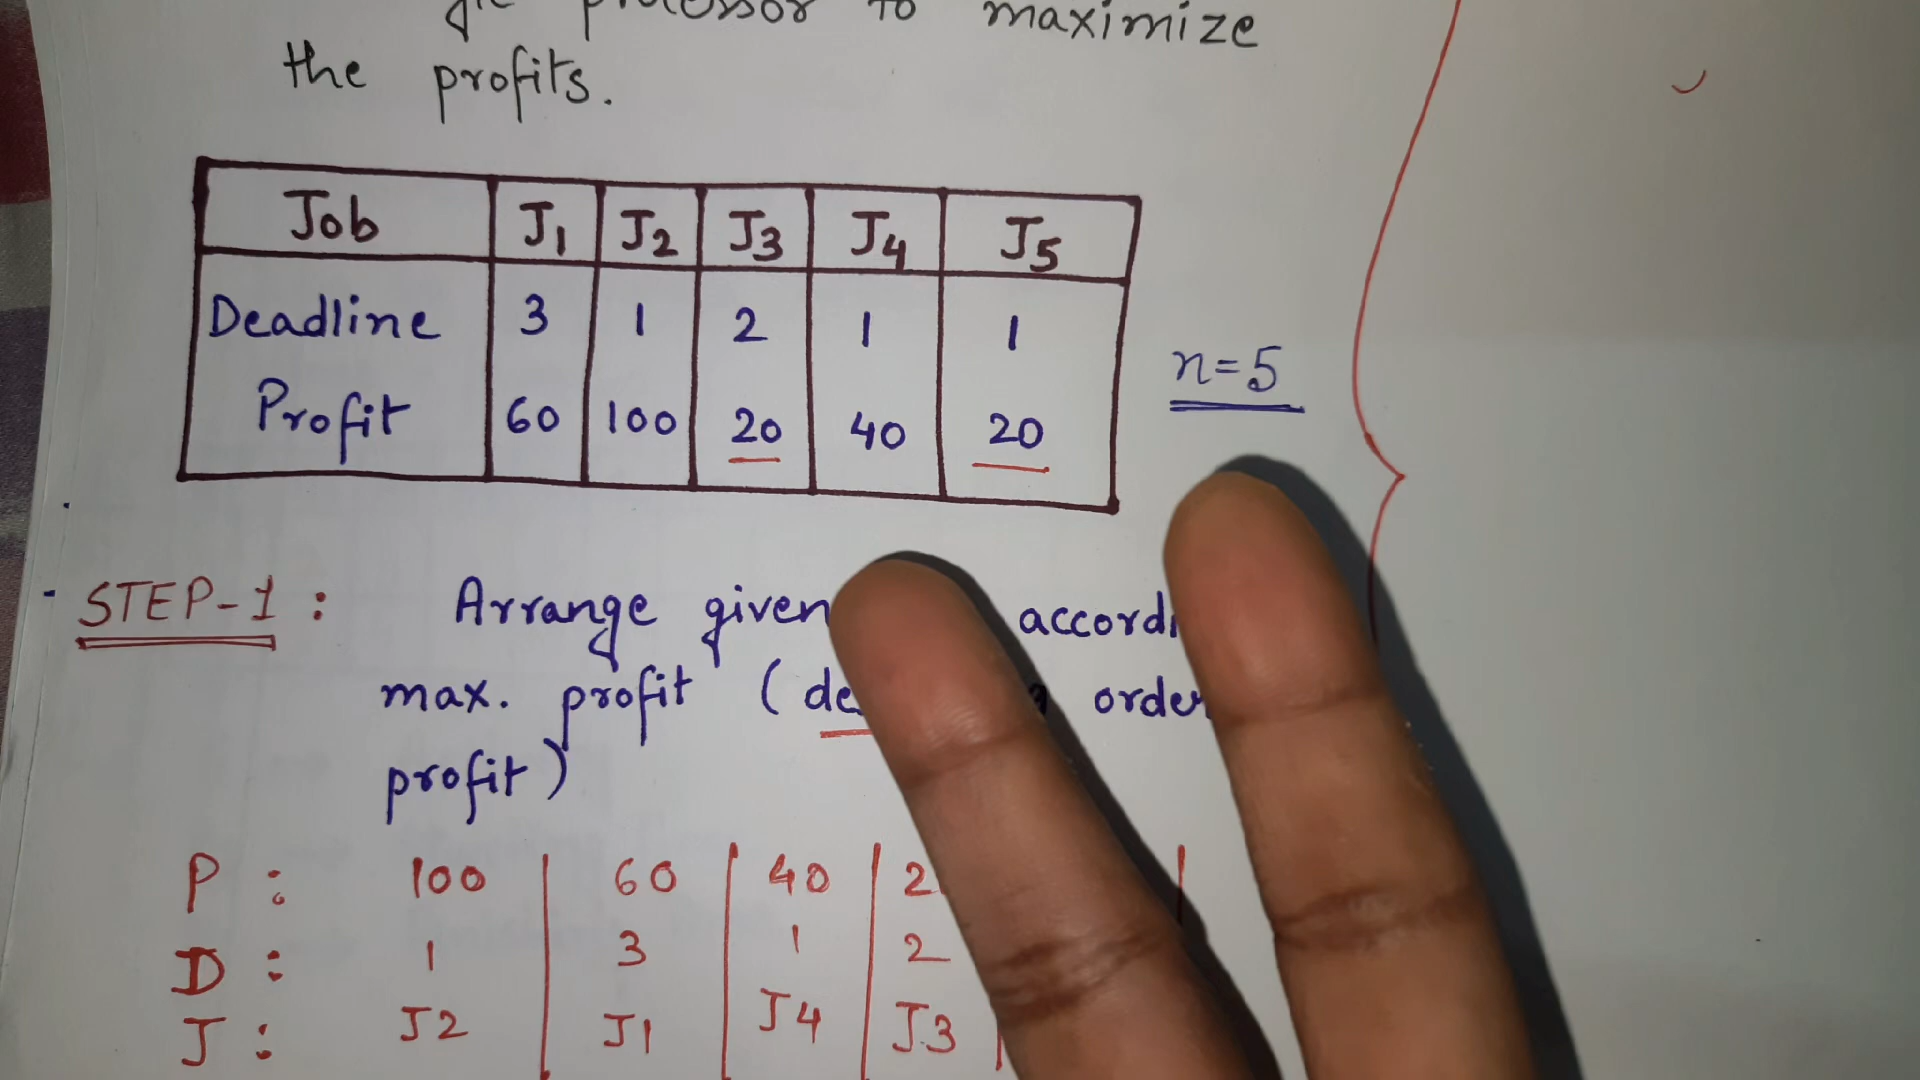 processor to maximize
the profits.
Job J1 J2 J3 J4 J5
Deadline 3 1 2 1 1
Profit 60 100 20 40 20
n=5
STEP-1 : Arrange given
max. profit ( order
profit)
P : 100 60 40
D : 1 3 1 2
J : J2 J1 J4 J3